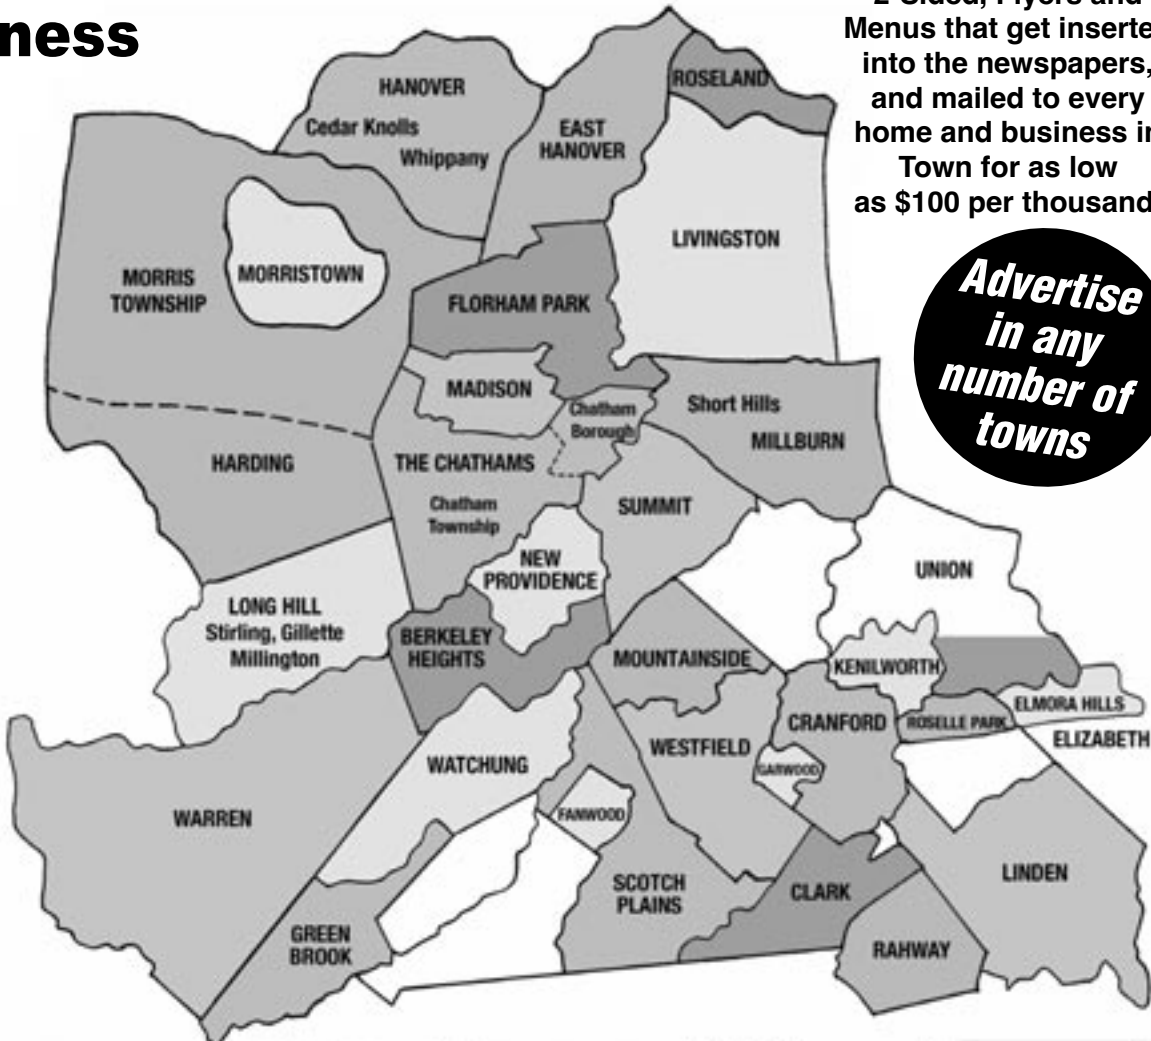 ness
2-Sided, Flyers and
Menus that get inserte
into the newspapers,
and mailed to every
home and business in
Town for as low
as $100 per thousand
Advertise
in any
number of
towns
HANOVER
Cedar Knolls
Whippany
EAST
HANOVER
ROSELAND
LIVINGSTON
MORRIS
TOWNSHIP
MORRISTOWN
FLORHAM PARK
MADISON
Chatham
Borough
Short Hills
MILLBURN
HARDING
THE CHATHAMS
Chatham
Township
SUMMIT
NEW
PROVIDENCE
UNION
LONG HILL
Stirling, Gillette
Millington
BERKELEY
HEIGHTS
MOUNTAINSIDE
KENILWORTH
ELMORA HILLS
ROSELLE PARK
CRANFORD
ELIZABETH
WESTFIELD
GARWOOD
WATCHUNG
WARREN
FANWOOD
LINDEN
SCOTCH
PLAINS
CLARK
GREEN
BROOK
RAHWAY